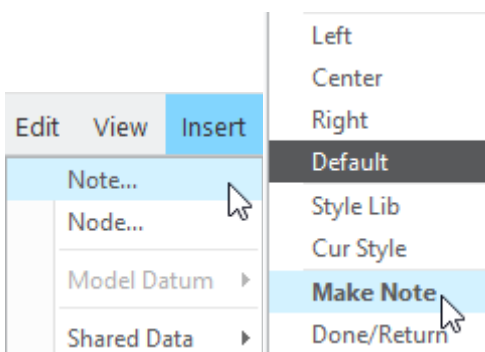 Edit View Insert
Note...
Node...
Model Datum
Shared Data
Left
Center
Right
Default
Style Lib
Cur Style
Make Note
Done/Return